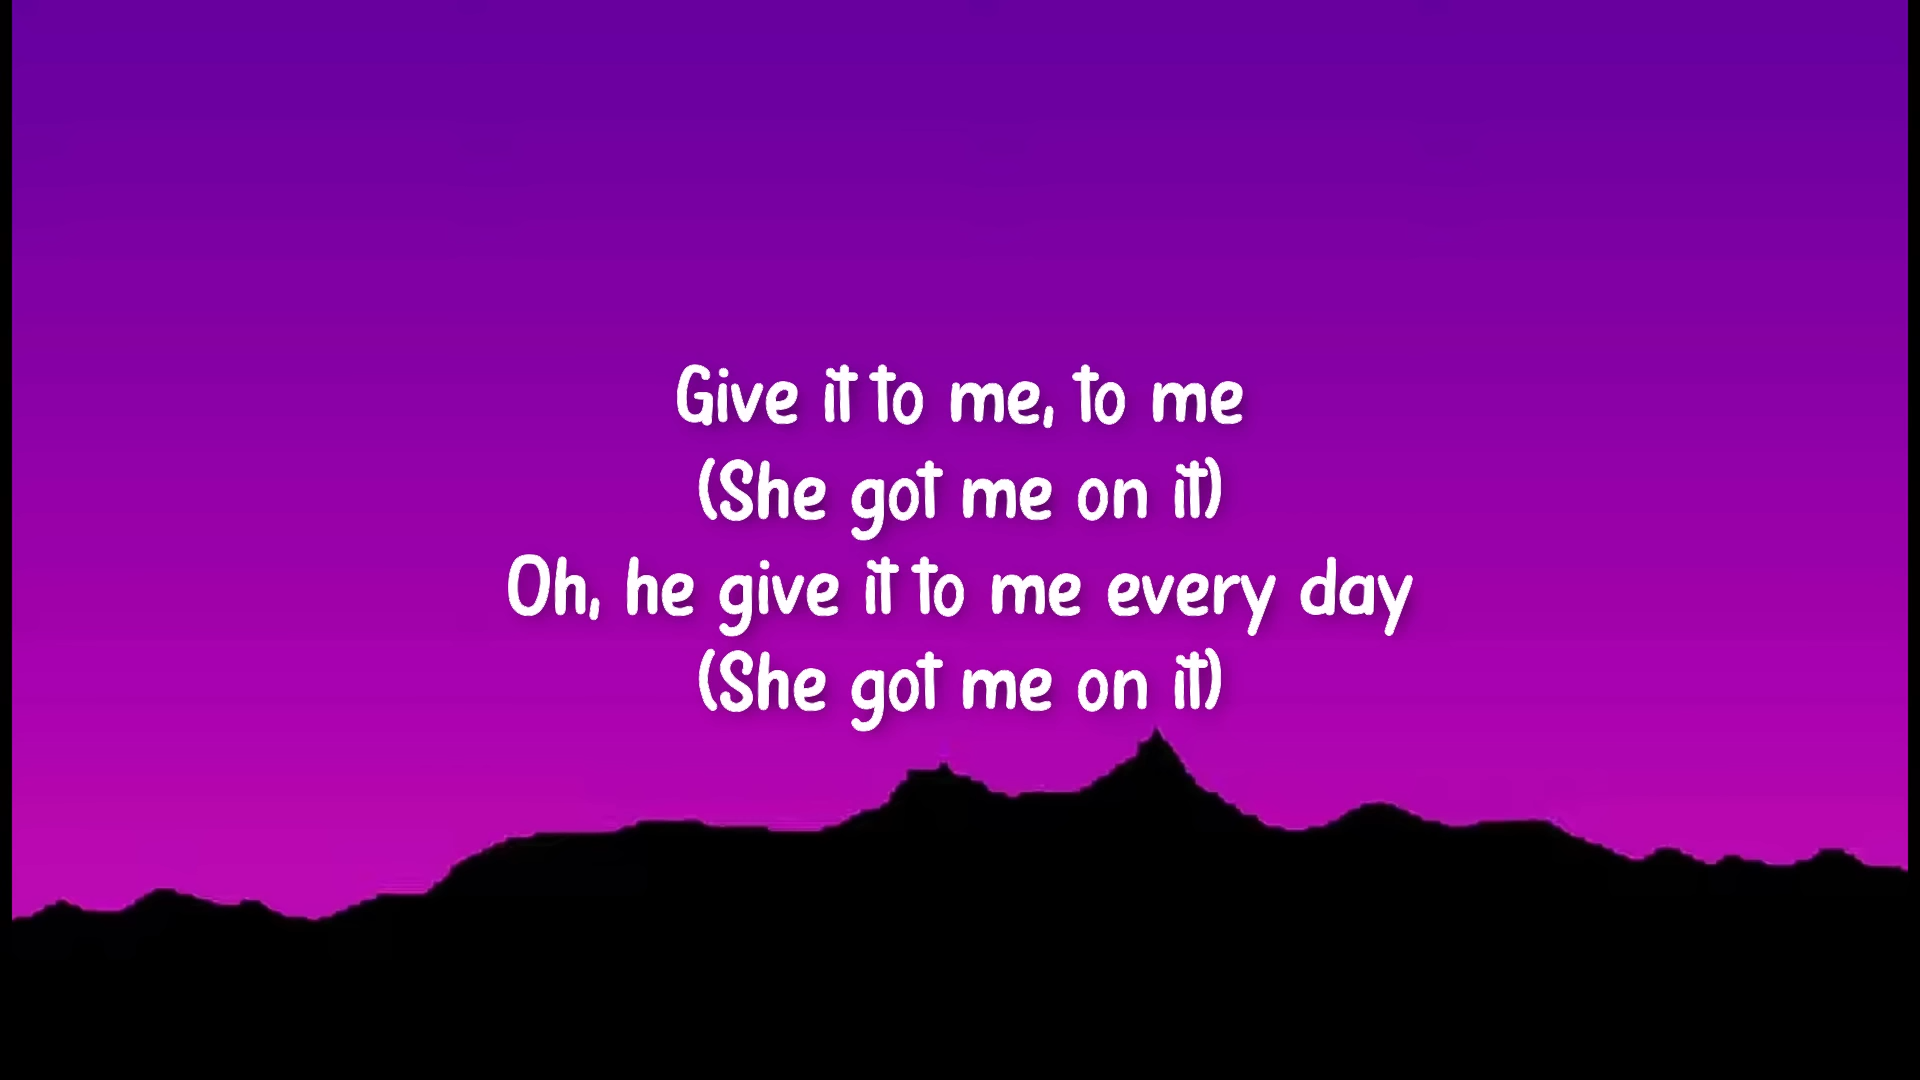 Give it to me, to me
(She got me on it)
Oh, he give it to me every day
(She got me on it)